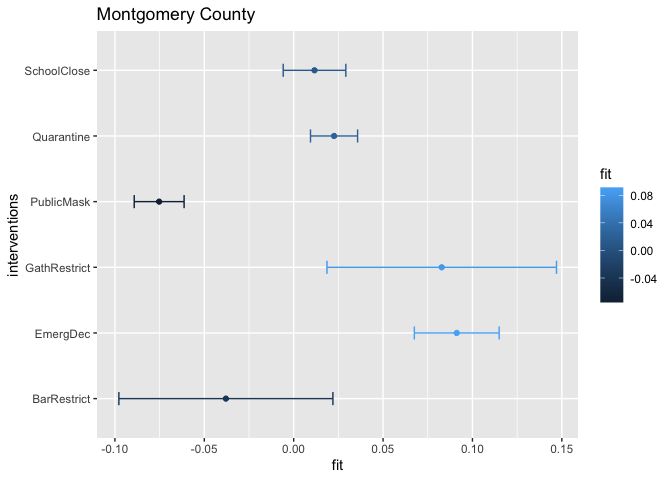 Montgomery County
SchoolClose
Quarantine
PublicMask
GathRestrict
EmergDec
BarRestrict
interventions
-0.10 -0.05 0.00 0.05 0.10 0.15
fit
fit
0.08
0.04
0.00
-0.04